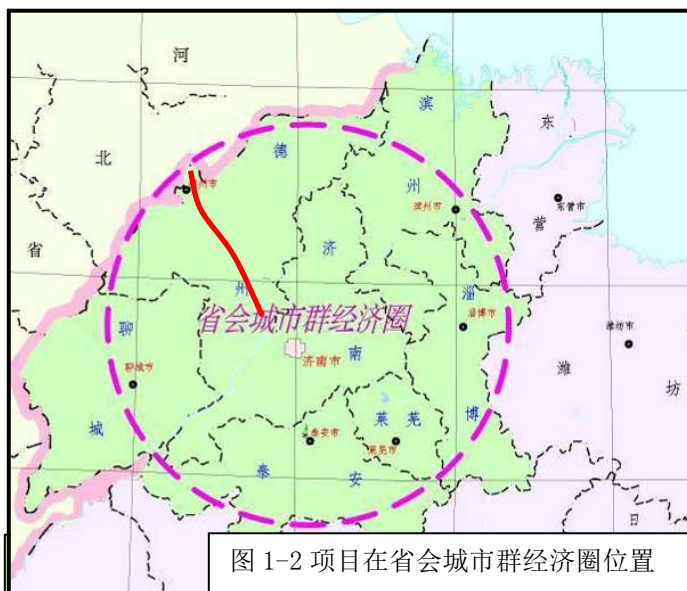 河
滨
东
德
北
州市
州
滨州市
东营市
营
济
省
州
淄
省会城市群经济圈
淄博市
聊
潍坊市
南
济南市
聊城市
潍
坊
莱芜
城
博
泰安市
莱芜市
泰
安
日
图 1-2 项目在省会城市群经济圈位置